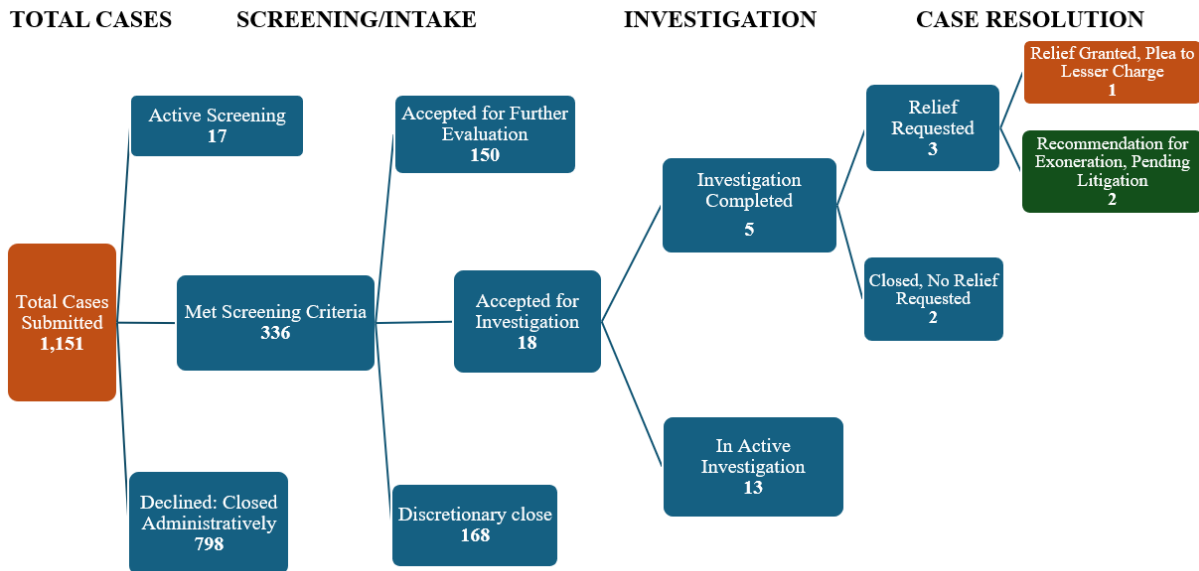 TOTAL CASES
SCREENING/INTAKE
INVESTIGATION
CASE RESOLUTION
Total Cases
Submitted
1,151
Active Screening
17
Met Screening Criteria
336
Declined: Closed
Administratively
798
Accepted for Further
Evaluation
150
Accepted for
Investigation
18
Discretionary close
168
Investigation
Completed
5
In Active
Investigation
13
Relief
Requested
3
Closed, No Relief
Requested
2
Relief Granted, Plea to
Lesser Charge
1
Recommendation for
Exoneration, Pending
Litigation
2